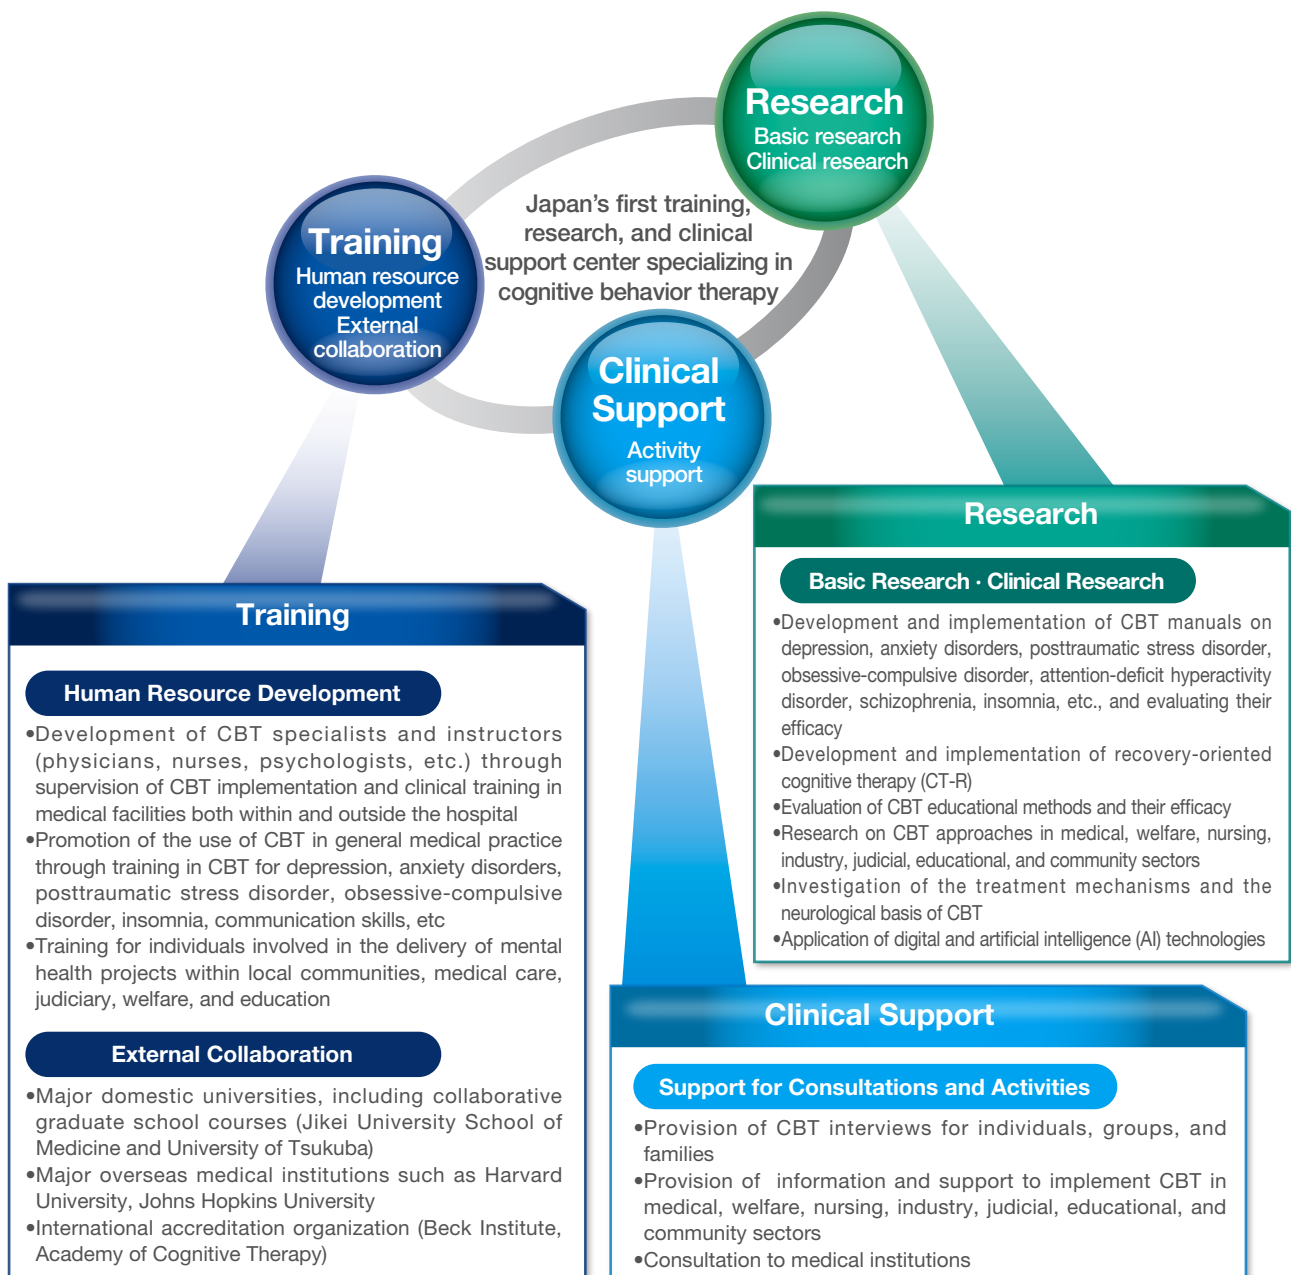 Research
Basic research
Clinical research
Japan's first training,
research, and clinical
support center specializing in
cognitive behavior therapy
Training
Human resource
development
External
collaboration
Clinical
Support
Activity
support
Training
Human Resource Development
•Development of CBT specialists and instructors
(physicians, nurses, psychologists, etc.) through
supervision of CBT implementation and clinical training in
medical facilities both within and outside the hospital
•Promotion of the use of CBT in general medical practice
through training in CBT for depression, anxiety disorders,
posttraumatic stress disorder, obsessive-compulsive
disorder, insomnia, communication skills, etc
•Training for individuals involved in the delivery of mental
health projects within local communities, medical care,
judiciary, welfare, and education
External Collaboration
•Major domestic universities, including collaborative
graduate school courses (Jikei University School of
Medicine and University of Tsukuba)
•Major overseas medical institutions such as Harvard
University, Johns Hopkins University
•International accreditation organization (Beck Institute,
Academy of Cognitive Therapy)
Research
Basic Research · Clinical Research
•Development and implementation of CBT manuals on
depression, anxiety disorders, posttraumatic stress disorder,
obsessive-compulsive disorder, attention-deficit hyperactivity
disorder, schizophrenia, insomnia, etc., and evaluating their
efficacy
•Development and implementation of recovery-oriented
cognitive therapy (CT-R)
•Evaluation of CBT educational methods and their efficacy
•Research on CBT approaches in medical, welfare, nursing,
industry, judicial, educational, and community sectors
•Investigation of the treatment mechanisms and the
neurological basis of CBT
•Application of digital and artificial intelligence (AI) technologies
Clinical Support
Support for Consultations and Activities
•Provision of CBT interviews for individuals, groups, and
families
•Provision of information and support to implement CBT in
medical, welfare, nursing, industry, judicial, educational, and
community sectors
•Consultation to medical institutions